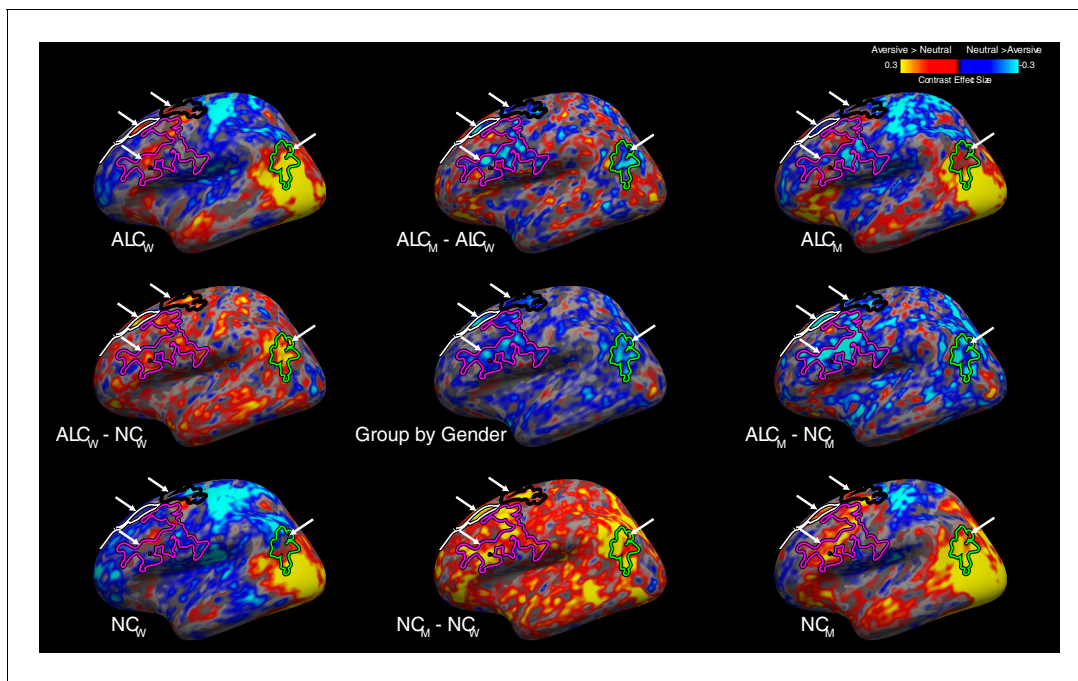 Aversive > Neutral Neutral >Aversive
0.3 -0.3
Contrast Effect Size
ALC_W
ALC_M - ALC_W
ALC_M
ALC_W - NC_W
Group by Gender
ALC_M - NC_M
NC_W
NC_M - NC_W
NC_M